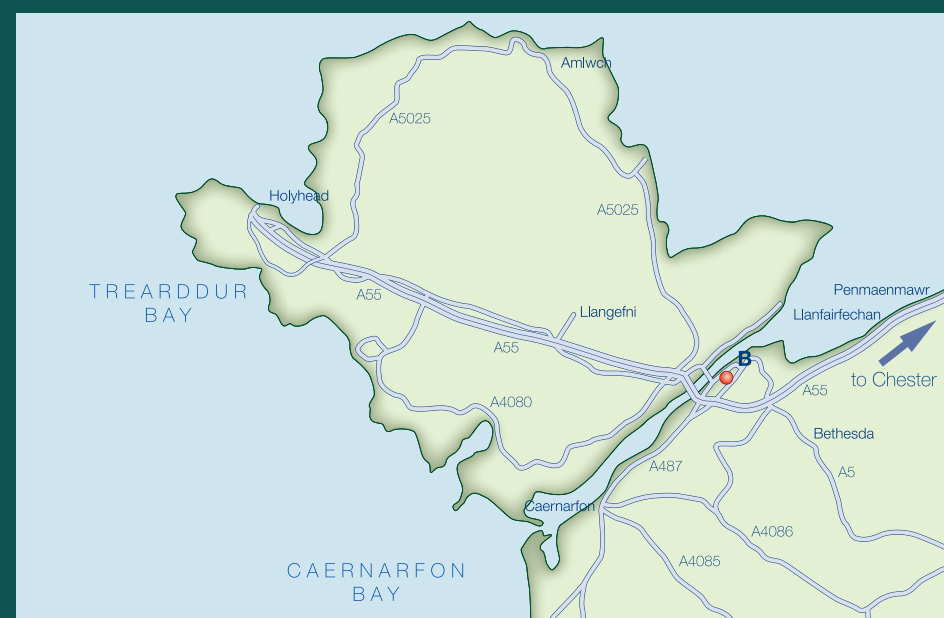 Amlwch
A5025
Holyhead
A5025
TREARDDUR
BAY
A55
Penmaenmawr
Llangefni
Llanfairfechan
A55
B
to Chester
A55
A4080
Bethesda
A487
A5
Caernarfon
A4086
A4085
CAERNARFON
BAY